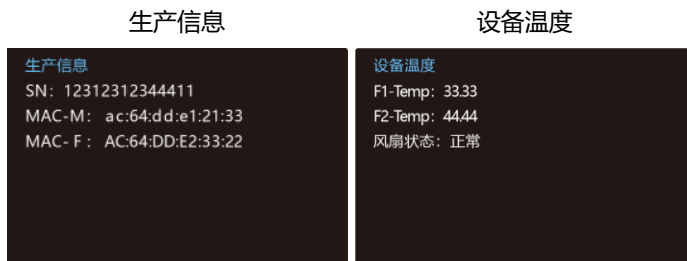 生产信息
设备温度
生产信息
SN：12312312344411
MAC-M：ac:64:dd:e1:21:33
MAC- F：AC:64:DD:E2:33:22
设备温度
F1-Temp：33.33
F2-Temp：44.44
风扇状态：正常